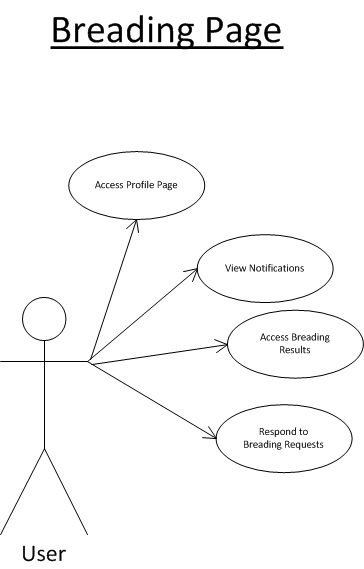 Breading Page
Access Profile Page
View Notifications
Access Breading
Results
Respond to
Breading Requests
User